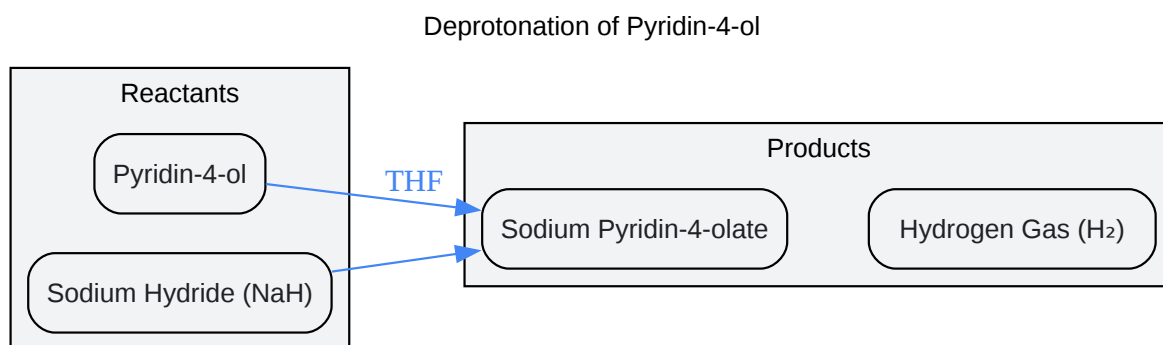 Deprotonation of Pyridin-4-ol
Reactants
Pyridin-4-ol
Sodium Hydride (NaH)
THF
Products
Sodium Pyridin-4-olate
Hydrogen Gas (H₂)